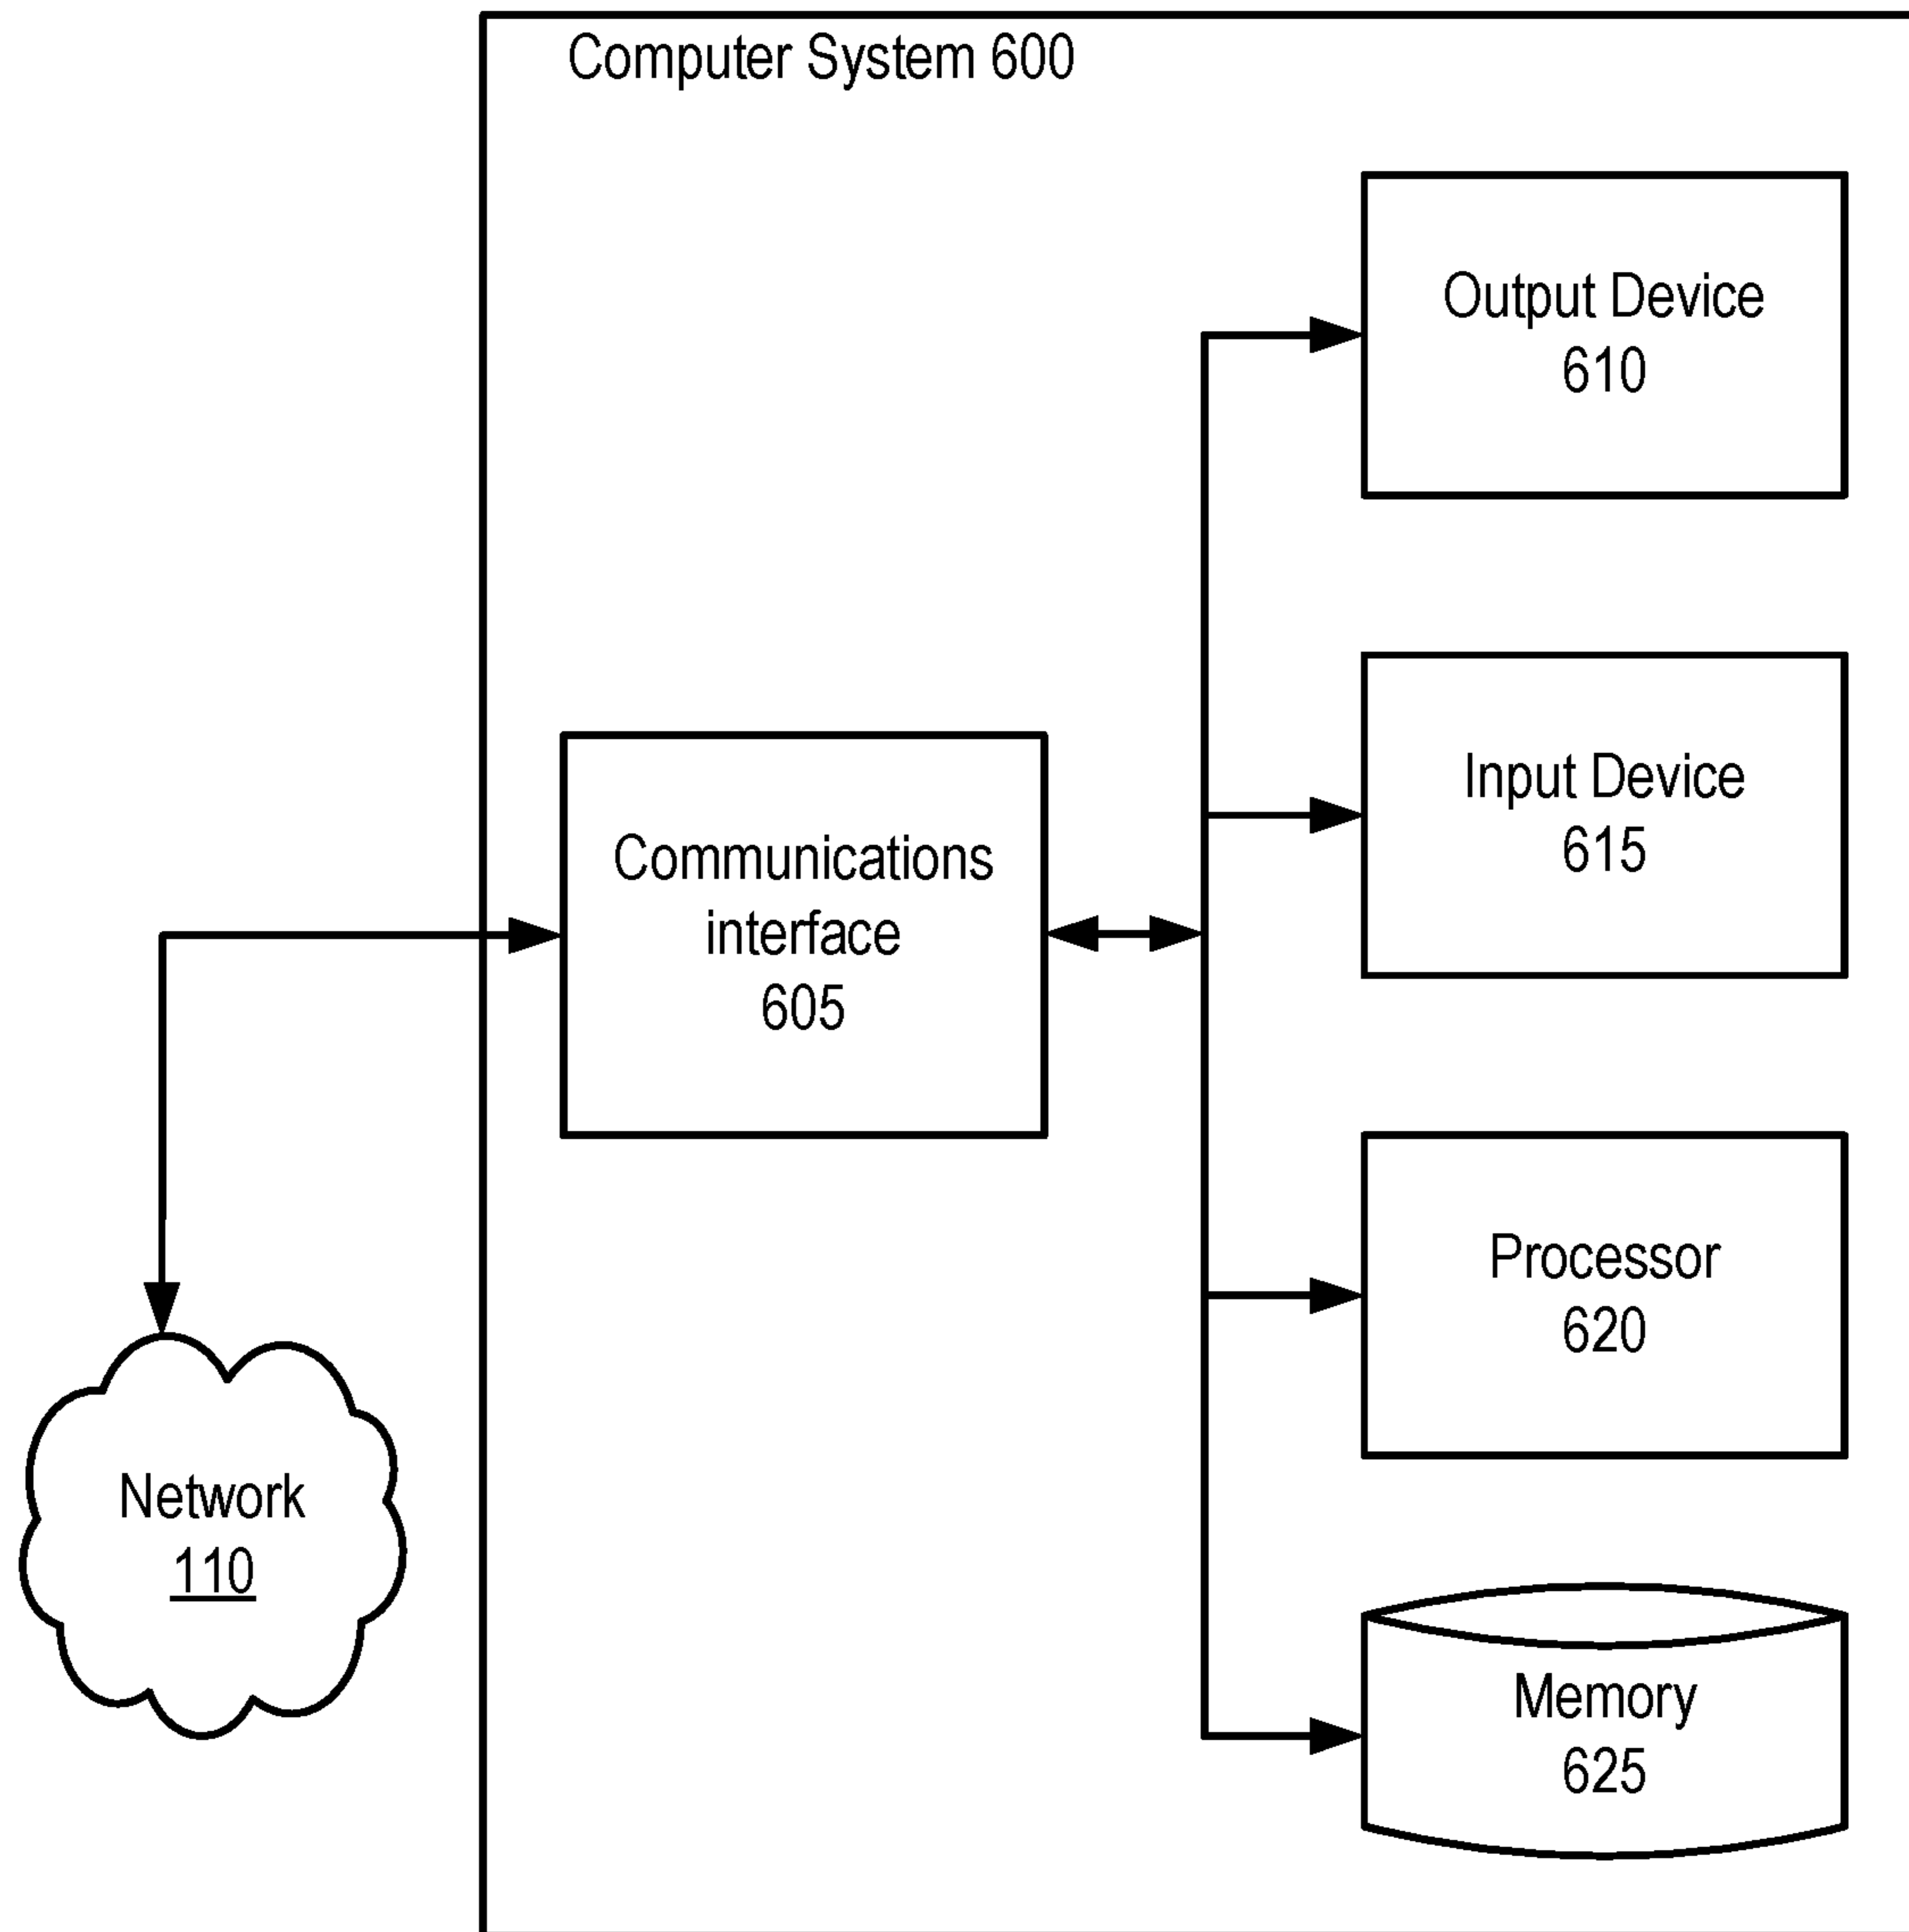 Computer System 600
Output Device
610
Input Device
615
Communications
interface
605
Processor
620
Network
110
Memory
625